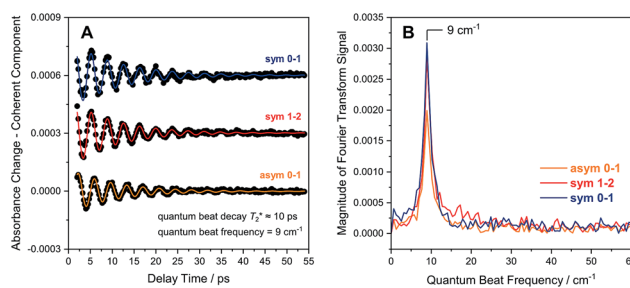 0.0009
A
sym 0-1
0.0006
sym 1-2
0.0003
asym 0-1
0.0000
quantum beat decay T2* ≈ 10 ps
quantum beat frequency = 9 cm-1
-0.0003
0 5 10 15 20 25 30 35 40 45 50 55
Delay Time / ps
Absorbance Change - Coherent Component
0.0035
B
9 cm-1
0.0030
0.0025
0.0020
0.0015
0.0010
0.0005
0.0000
asym 0-1
sym 1-2
sym 0-1
0 10 20 30 40 50 6
Quantum Beat Frequency / cm-1
Magnitude of Fourier Transform Signal